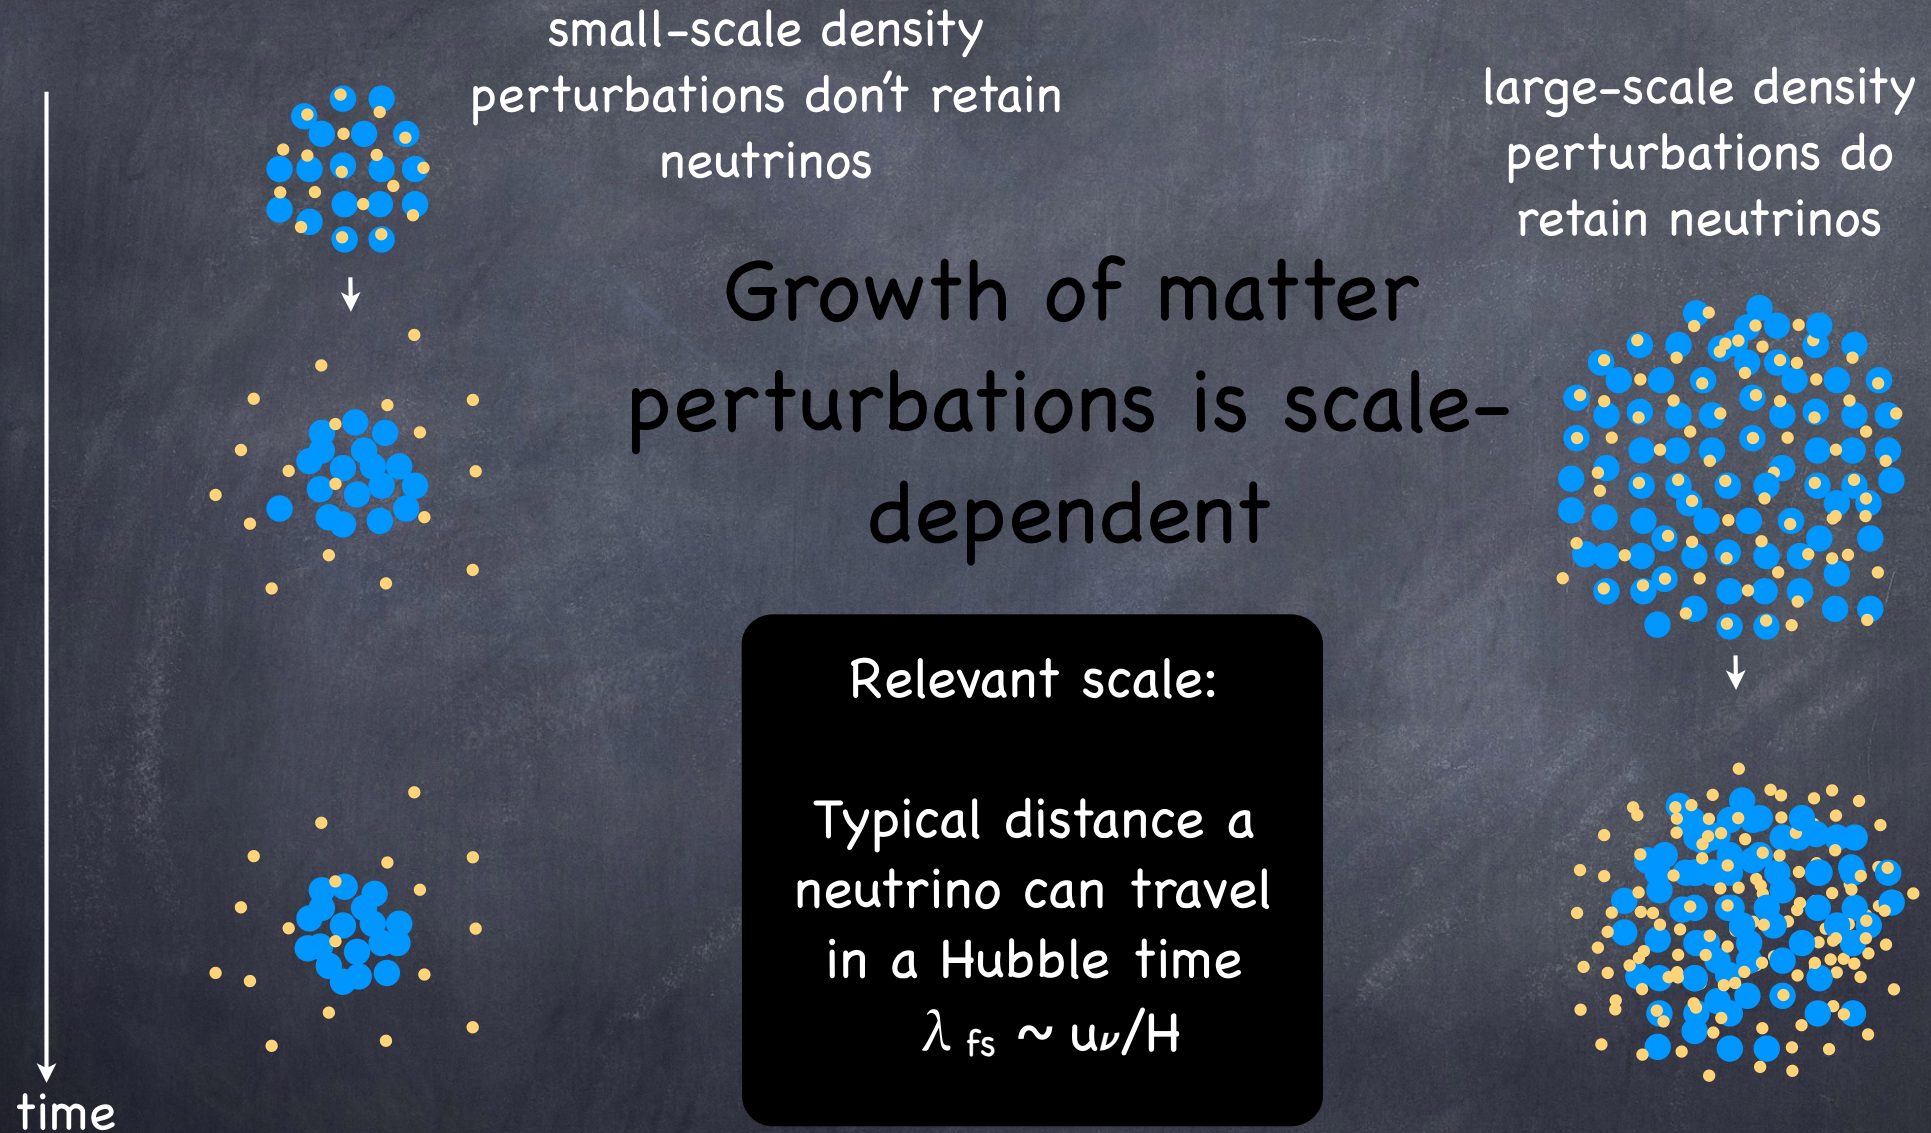 small-scale density
perturbations don't retain
neutrinos
large-scale density
perturbations do
retain neutrinos
Growth of matter
perturbations is scale-
dependent
Relevant scale:
Typical distance a
neutrino can travel
in a Hubble time
λ fs ~ uν/H
time